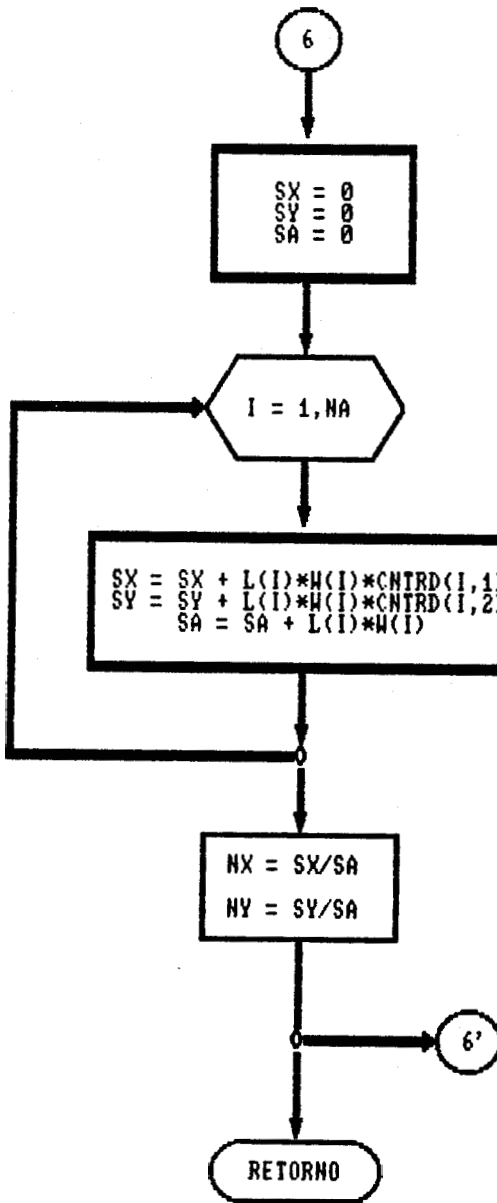 6
SX = 0
SY = 0
SA = 0
I = 1,NA
SX = SX + L(I)*W(I)*CNTRD(I,1)
SY = SY + L(I)*W(I)*CNTRD(I,2)
SA = SA + L(I)*W(I)
NX = SX/SA
NY = SY/SA
6'
RETORNO